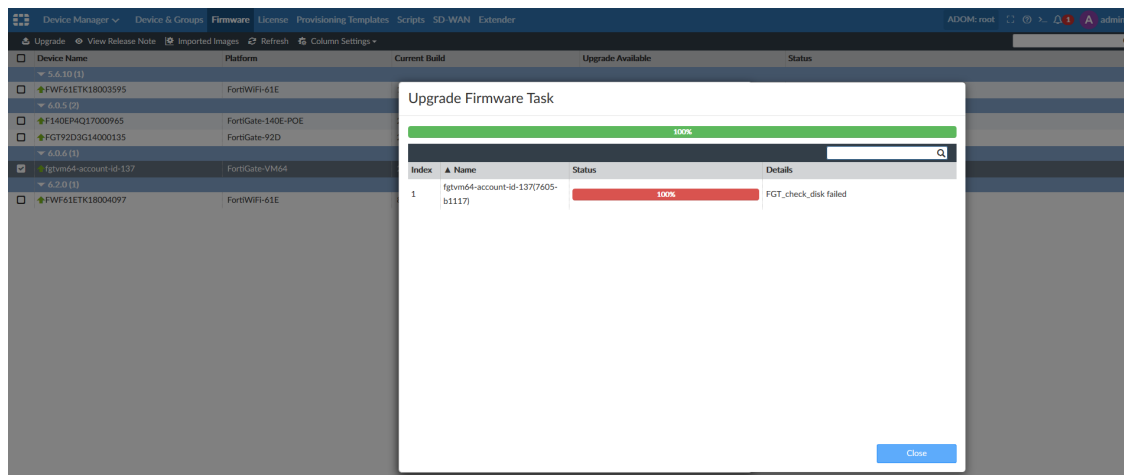 Device Manager Device & Groups Firmware License Provisioning Templates Scripts SD-WAN Extender ADOM: root 1 A admin
Upgrade View Release Note Imported Images Refresh Column Settings
Device Name Platform Current Build Upgrade Available Status
5.6.10 (1)
FWF61ETK18003595 FortiWiFi-61E
6.0.5 (2)
F140EP4Q17000965 FortiGate-140E-POE
FGT92D3G14000135 FortiGate-92D
6.0.6 (1)
fgtvm64-account-id-137 FortiGate-VM64
6.2.0 (1)
FWF61ETK18004097 FortiWiFi-61E
Upgrade Firmware Task
100%
Index Name Status Details
1 fgtvm64-account-id-137(7605-b1117) 100% FGT_check_disk failed
Close